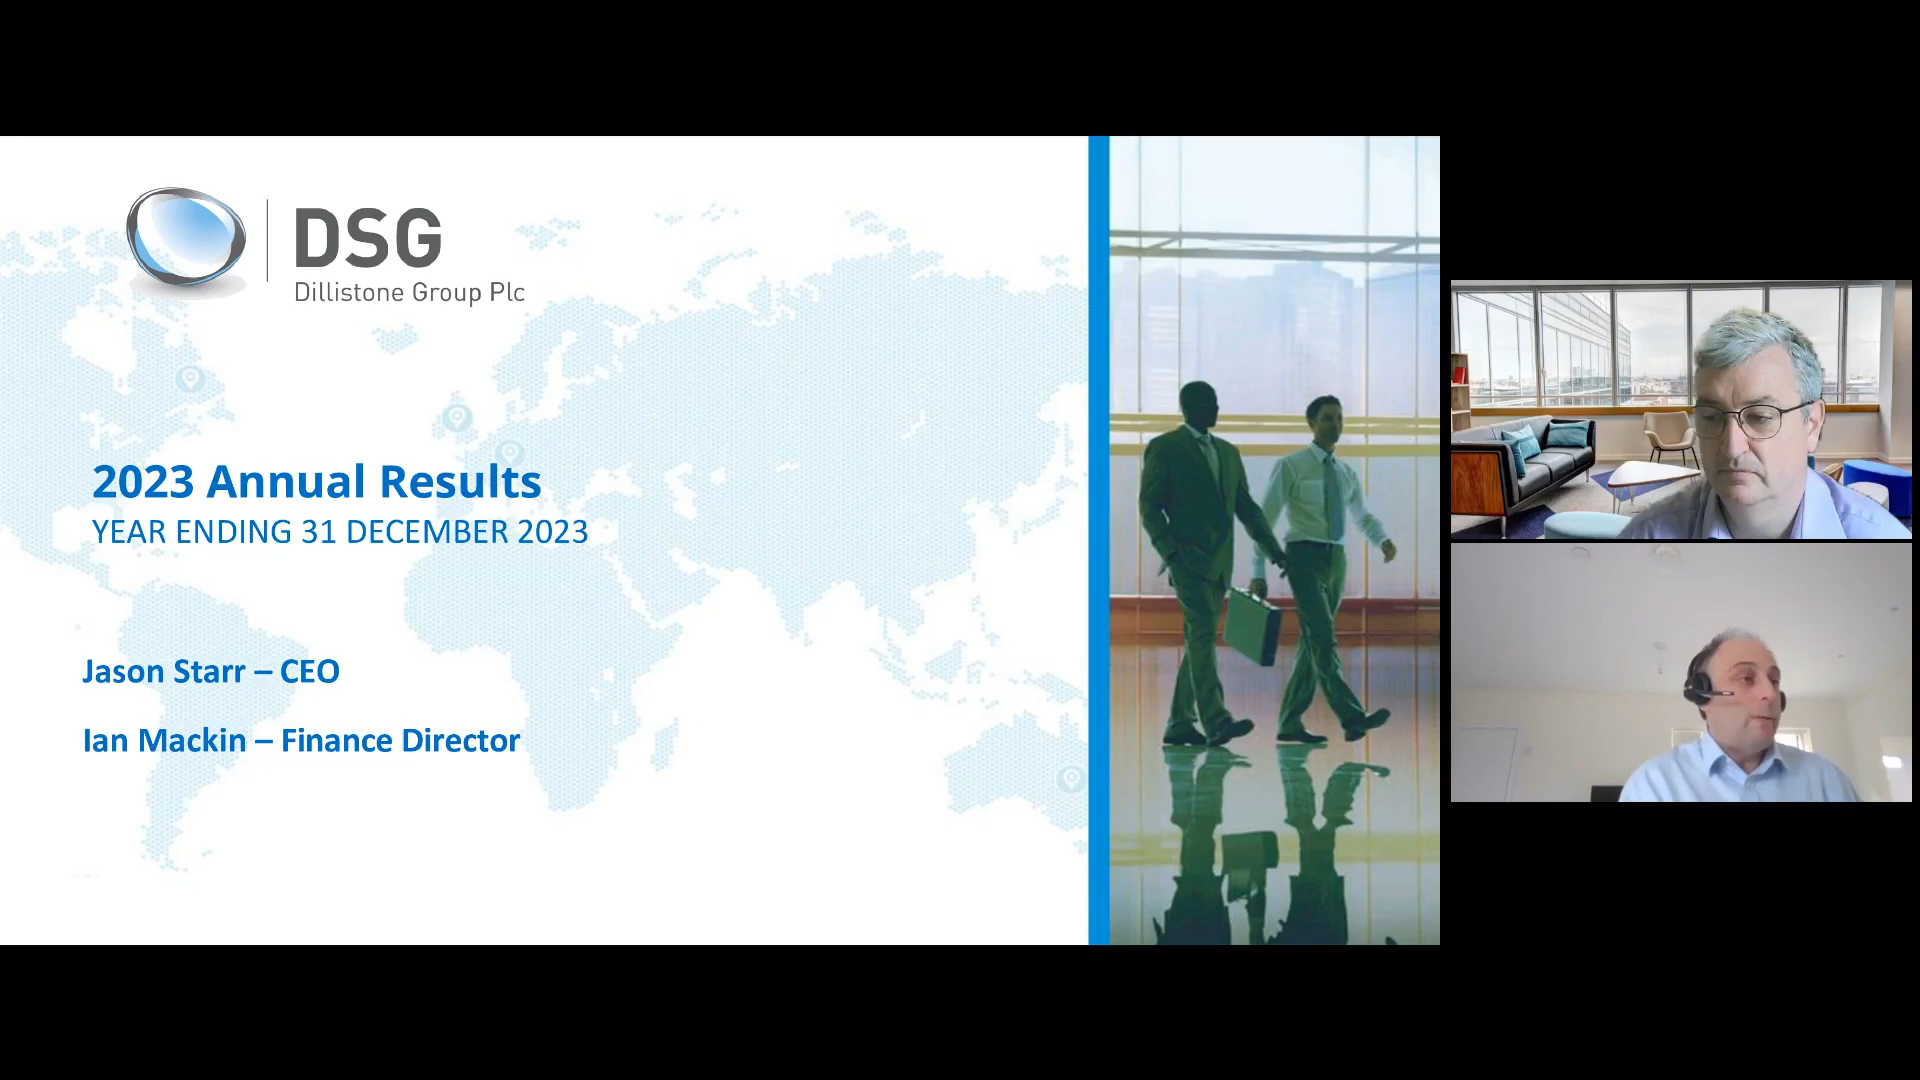 DSG
Dillistone Group Plc
2023 Annual Results
YEAR ENDING 31 DECEMBER 2023
Jason Starr – CEO
Ian Mackin – Finance Director